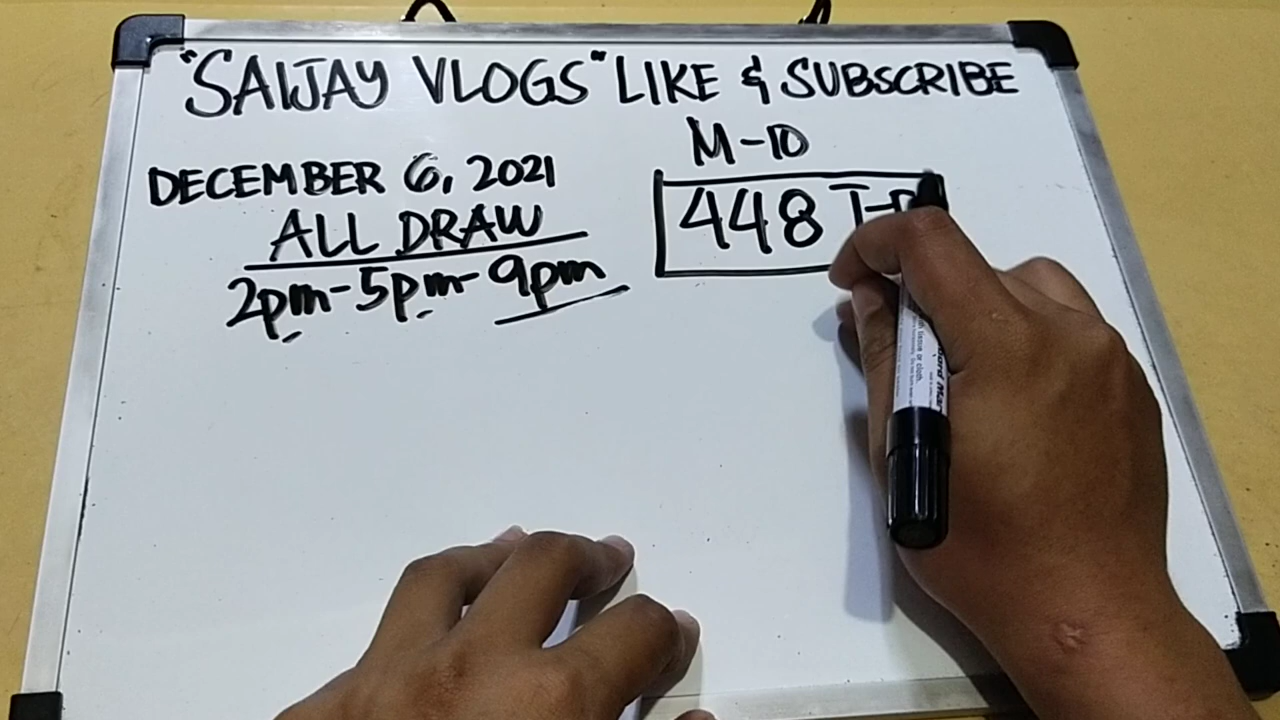 "SAIJAY VLOGS" LIKE & SUBSCRIBE
DECEMBER 6, 2021
ALL DRAW
2pm-5pm-9pm
M-10
448